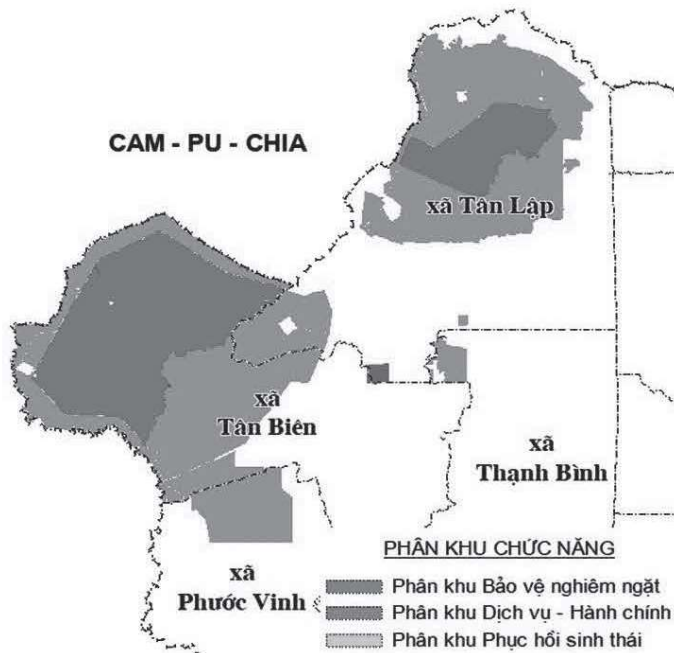 CAM - PU - CHIA
xã Tân Lập
xã
Tân Biên
xã
Thạnh Bình
xã
Phước Vinh
PHÂN KHU CHỨC NĂNG
Phân khu Bảo vệ nghiêm ngặt
Phân khu Dịch vụ - Hành chính
Phân khu Phục hồi sinh thái